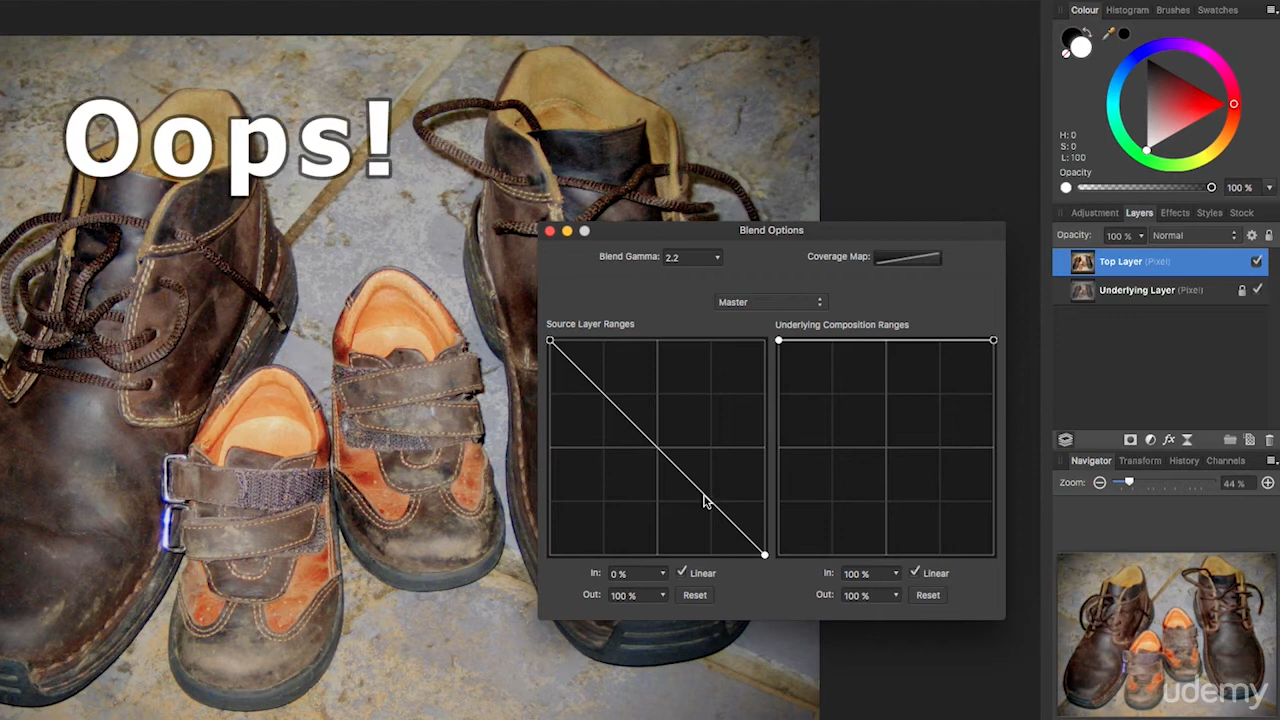 Colour Histogram Brushes Swatches
Oops!
H: 0
S: 0
L: 100
Opacity
100 %
Adjustment Layers Effects Styles Stock
Opacity: 100 % Normal
Top Layer (Pixel)
Underlying Layer (Pixel)
Blend Options
Blend Gamma: 2.2 Coverage Map:
Master
Source Layer Ranges Underlying Composition Ranges
In: 0 % Linear In: 100 % Linear
Out: 100 % Reset Out: 100 % Reset
fx
Navigator Transform History Channels
Zoom: 44 %
udemy